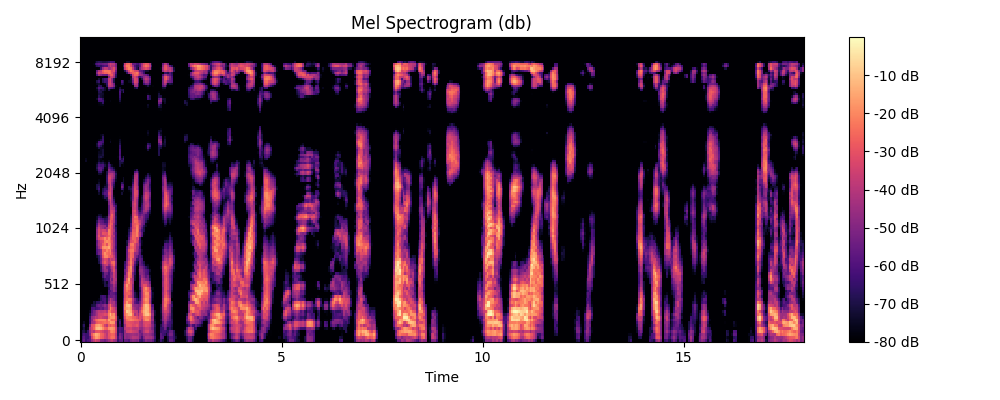 Mel Spectrogram (db)
8192
4096
2048
1024
512
0
Hz
0 5 10 15
Time
-10 dB
-20 dB
-30 dB
-40 dB
-50 dB
-60 dB
-70 dB
-80 dB